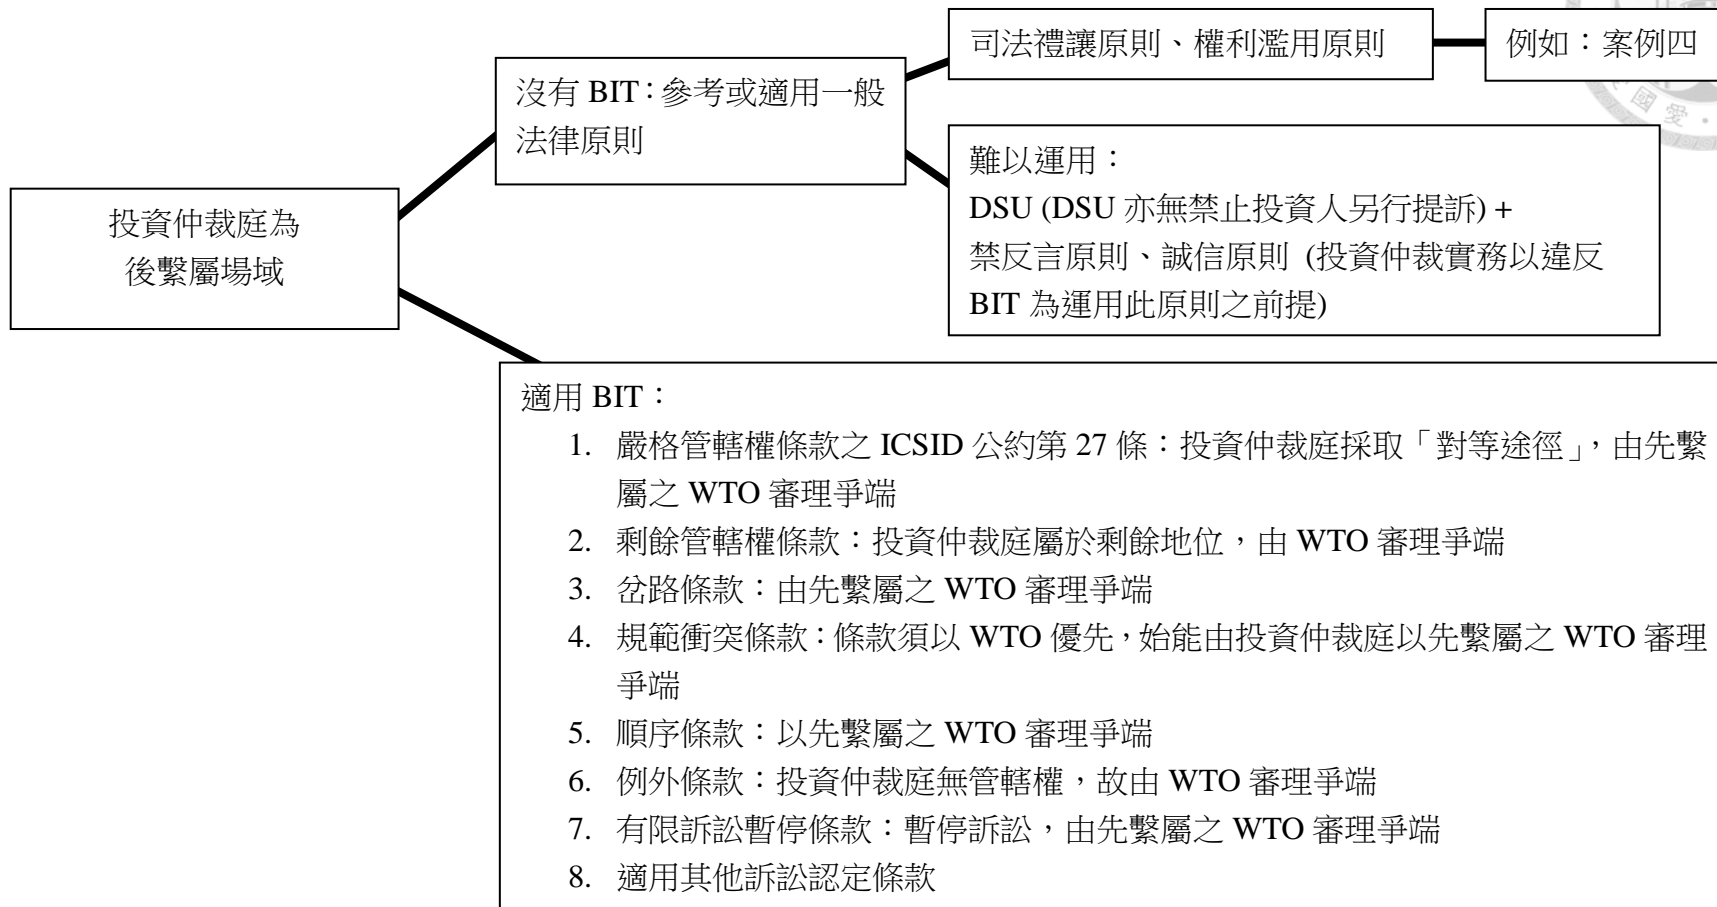 司法禮讓原則、權利濫用原則
例如：案例四
沒有 BIT：參考或適用一般
法律原則
難以運用：
DSU (DSU 亦無禁止投資人另行提訴) +
禁反言原則、誠信原則 (投資仲裁實務以違反
BIT 為運用此原則之前提)
投資仲裁庭為
後繫屬場域
適用 BIT：
1. 嚴格管轄權條款之 ICSID 公約第 27 條：投資仲裁庭採取「對等途徑」，由先繫
屬之 WTO 審理爭端
2. 剩餘管轄權條款：投資仲裁庭屬於剩餘地位，由 WTO 審理爭端
3. 岔路條款：由先繫屬之 WTO 審理爭端
4. 規範衝突條款：條款須以 WTO 優先，始能由投資仲裁庭以先繫屬之 WTO 審理
爭端
5. 順序條款：以先繫屬之 WTO 審理爭端
6. 例外條款：投資仲裁庭無管轄權，故由 WTO 審理爭端
7. 有限訴訟暫停條款：暫停訴訟，由先繫屬之 WTO 審理爭端
8. 適用其他訴訟認定條款
國 愛